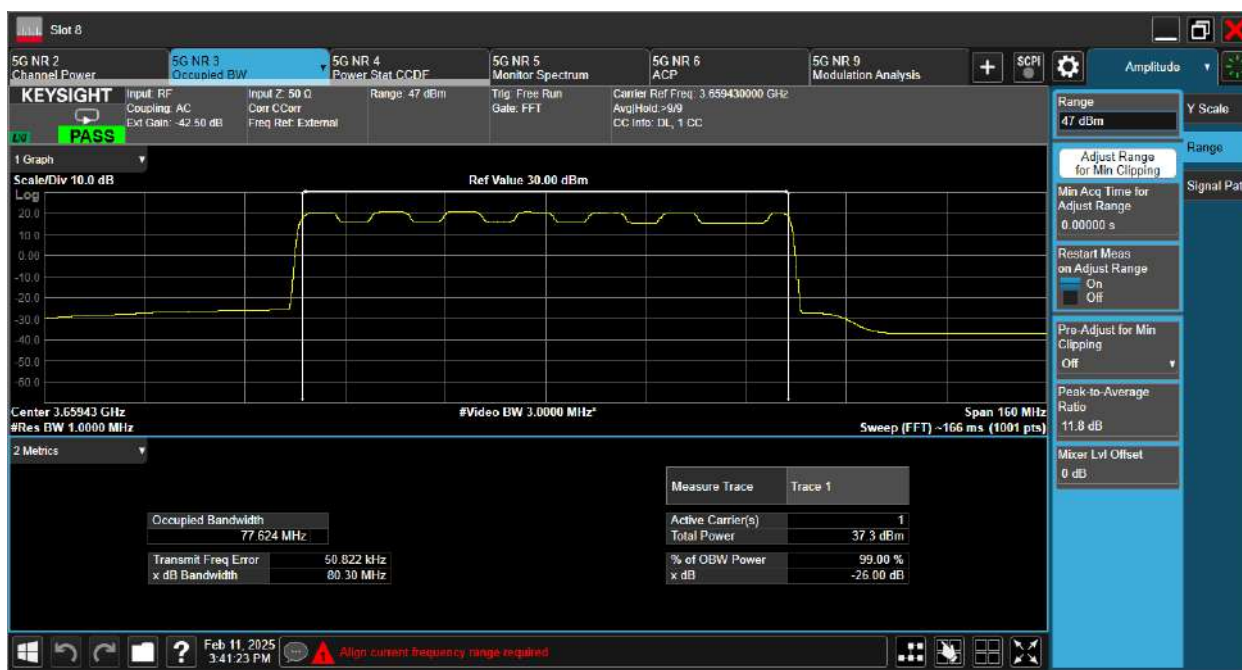 Slot 8
5G NR 2
Channel Power
5G NR 3
Occupied BW
5G NR 4
Power Stat CCDF
5G NR 5
Monitor Spectrum
5G NR 6
ACP
5G NR 9
Modulation Analysis
SCPI
Amplitude
KEYSIGHT
PASS
Input: RF
Coupling: AC
Ext Gain: -42.50 dB
Input Z: 50 Ω
Corr CCorr
Freq Ref: External
Range: 47 dBm
Trig: Free Run
Gate: FFT
Carrier Ref Freq: 3.659430000 GHz
Avg|Hold:>9/9
CC Info: DL, 1 CC
1 Graph
Scale/Div 10.0 dB
Ref Value 30.00 dBm
Log
20.0
10.0
0.00
-10.0
-20.0
-30.0
-40.0
-50.0
-60.0
Center 3.65943 GHz
#Video BW 3.0000 MHz*
Span 160 MHz
#Res BW 1.0000 MHz
Sweep (FFT) ~166 ms (1001 pts)
2 Metrics
Measure Trace Trace 1
Occupied Bandwidth
77.624 MHz
Active Carrier(s) 1
Total Power 37.3 dBm
Transmit Freq Error 50.822 kHz
x dB Bandwidth 80.30 MHz
% of OBW Power 99.00 %
x dB -26.00 dB
Range
47 dBm
Adjust Range
for Min Clipping
Min Acq Time for
Adjust Range
0.00000 s
Restart Meas
on Adjust Range
On
Off
Pre-Adjust for Min
Clipping
Off
Peak-to-Average
Ratio
11.8 dB
Mixer Lvl Offset
0 dB
Y Scale
Range
Signal Pat
?
Feb 11, 2025
3:41:23 PM
Align current frequency range required